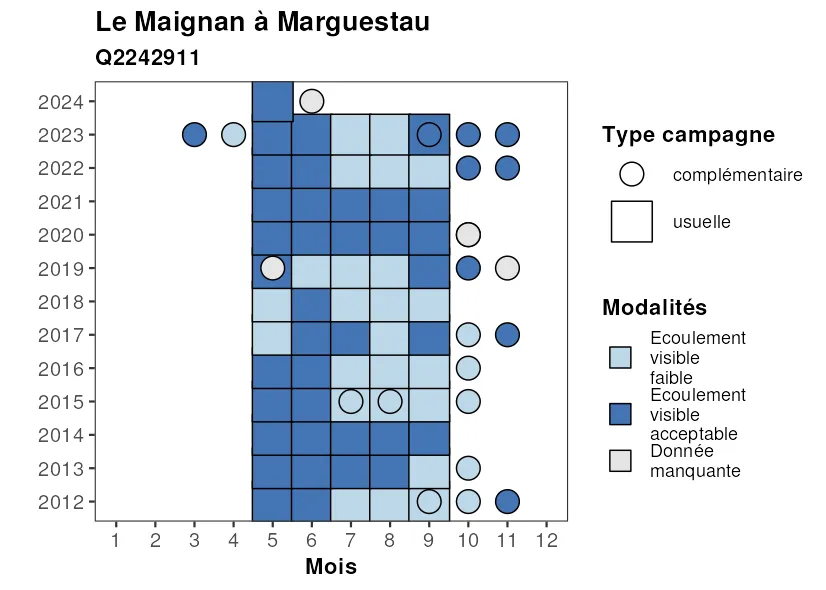 Le Maignan à Marguestau
Q2242911
2024
2023
2022
2021
2020
2019
2018
2017
2016
2015
2014
2013
2012
1 2 3 4 5 6 7 8 9 10 11 12
Mois
Type campagne
complémentaire
usuelle
Modalités
Ecoulement
visible
faible
Ecoulement
visible
acceptable
Donnée
manquante